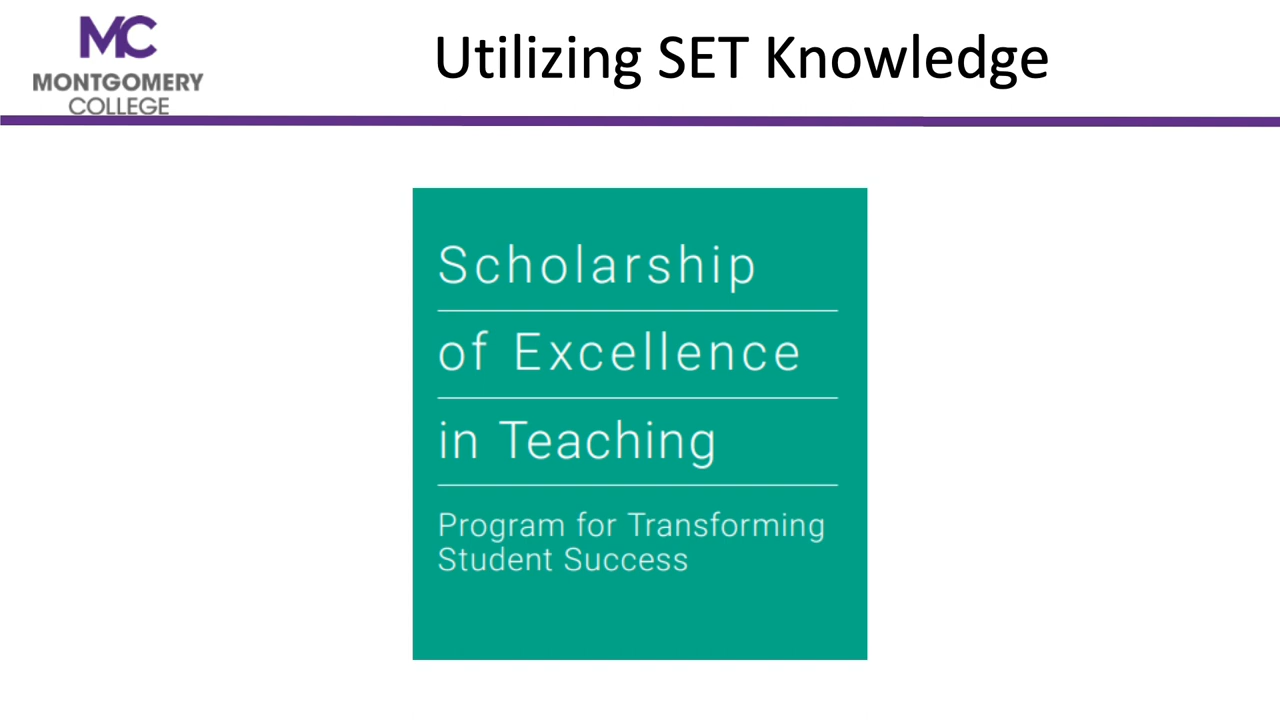 MC
MONTGOMERY
COLLEGE
Utilizing SET Knowledge
Scholarship
of Excellence
in Teaching
Program for Transforming
Student Success